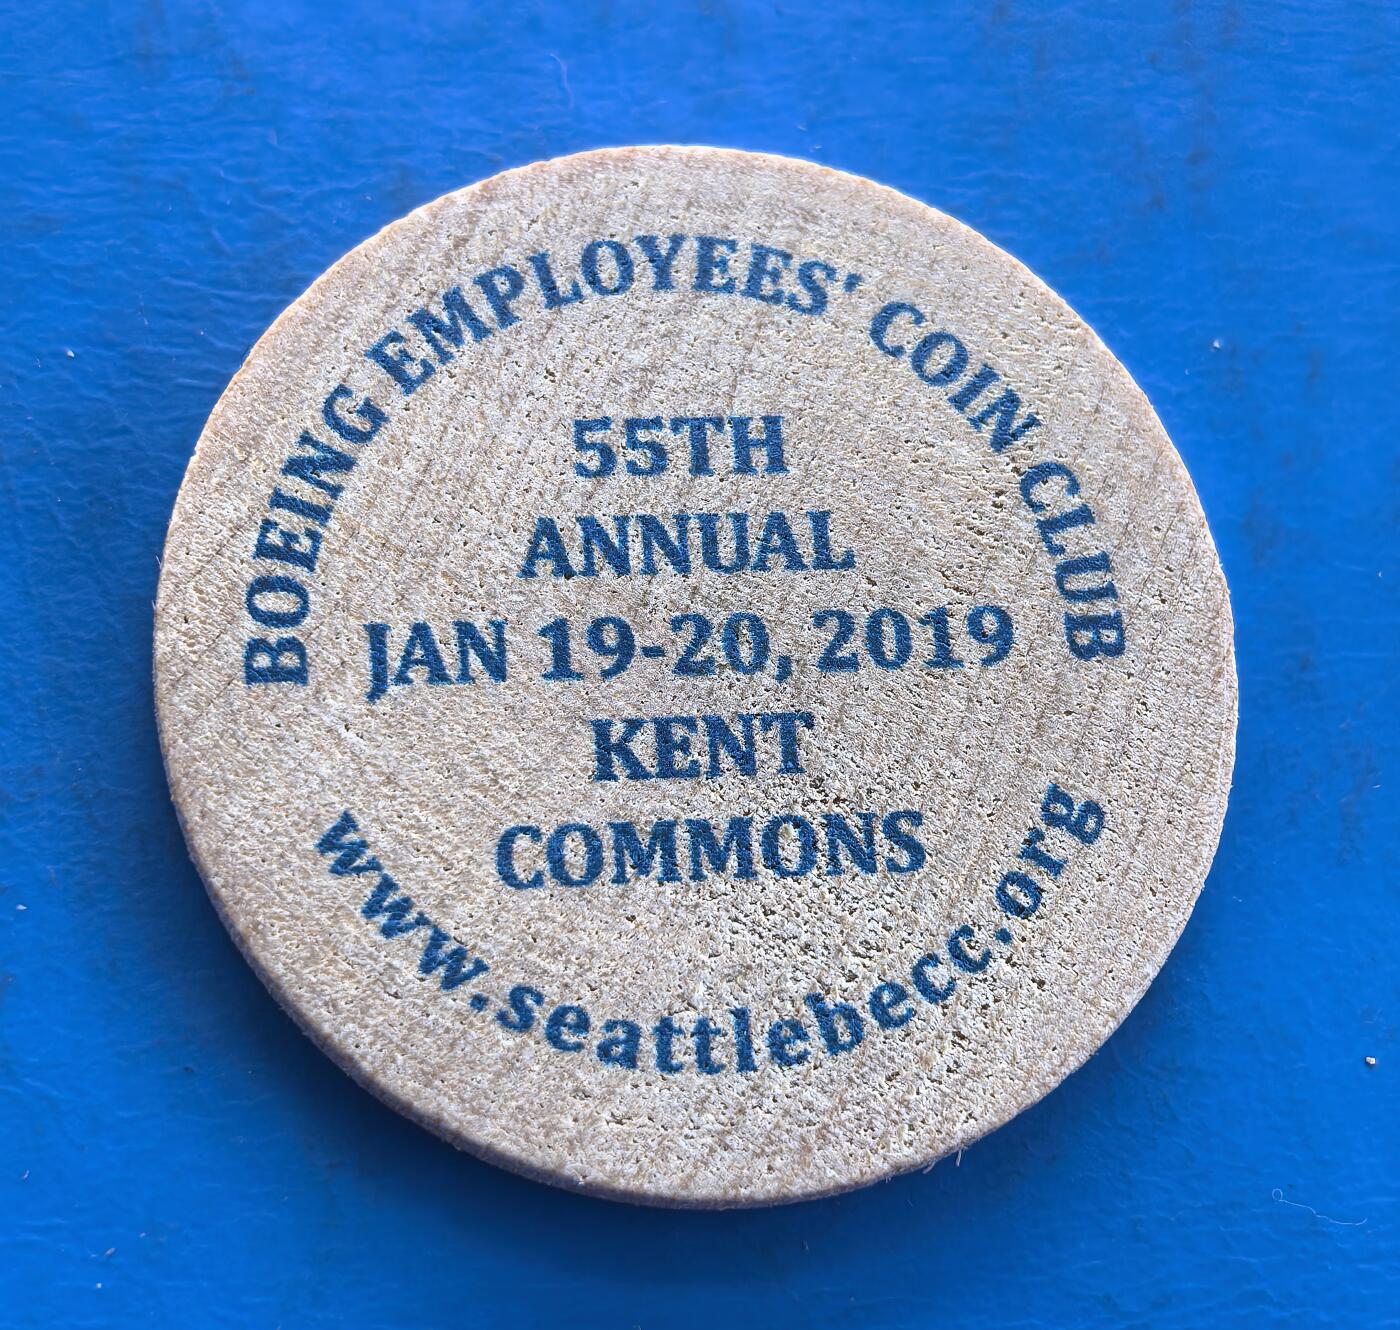 BOEING EMPLOYEES' COIN CLUB
55TH
ANNUAL
JAN 19-20, 2019
KENT
COMMONS
www.seattlebecc.org